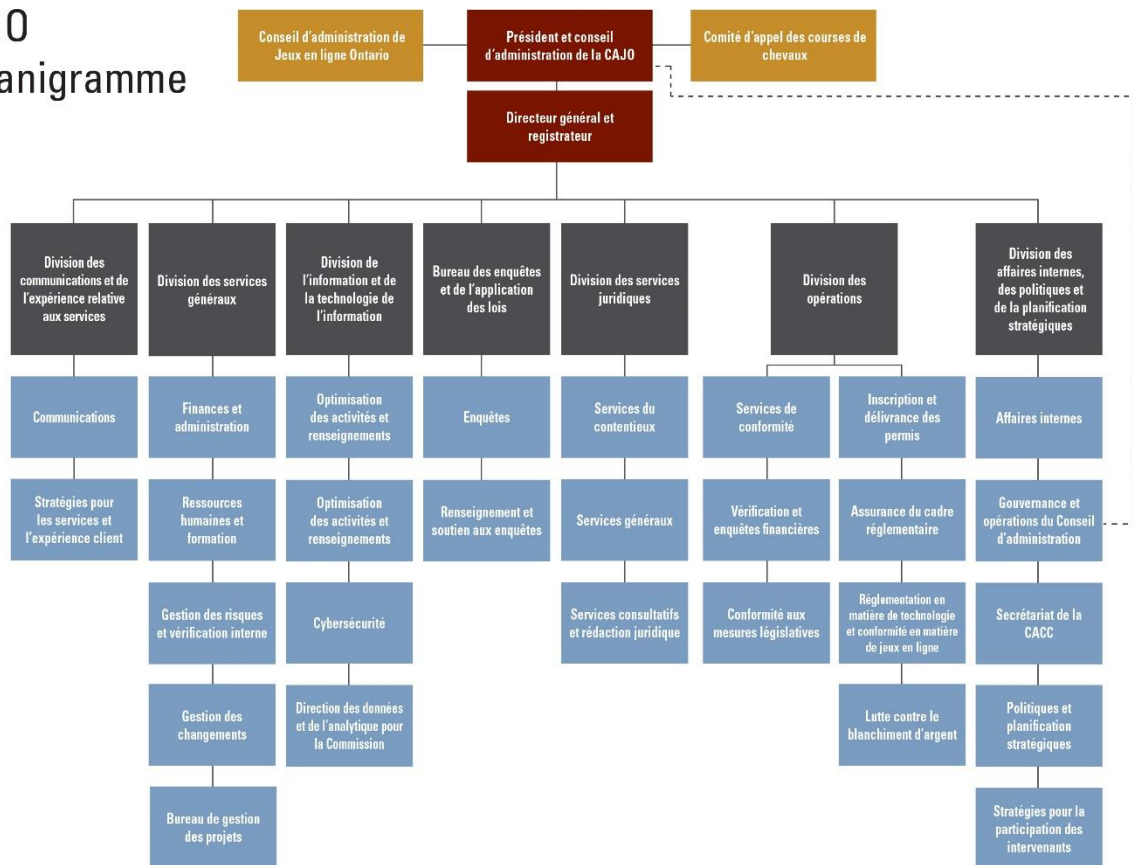 O
anigramme
Conseil d'administration de
Jeux en ligne Ontario
Président et conseil
d'administration de la CAJO
Comité d'appel des courses de
chevaux
Directeur général et
registrateur
Division des
communications et de
l'expérience relative
aux services
Division des services
généraux
Division de
l'information et de
la technologie de
l'information
Bureau des enquêtes
et de l'application
des lois
Division des services
juridiques
Division des
opérations
Division des
affaires internes,
des politiques et
de la planification
stratégiques
Communications
Finances et
administration
Optimisation
des activités et
renseignements
Enquêtes
Services du
contentieux
Services de
conformité
Inscription et
délivrance des
permis
Affaires internes
Stratégies pour
les services et
l'expérience client
Ressources
humaines et
formation
Optimisation
des activités et
renseignements
Renseignement et
soutien aux enquêtes
Services généraux
Vérification et
enquêtes financières
Assurance du cadre
réglementaire
Gouvernance et
opérations du Conseil
d'administration
Gestion des risques
et vérification interne
Cybersécurité
Services consultatifs
et rédaction juridique
Conformité aux
mesures législatives
Réglementation en
matière de technologie
et conformité en matière
de jeux en ligne
Secrétariat de la
CACC
Gestion des
changements
Direction des données
et de l'analytique pour
la Commission
Lutte contre le
blanchiment d'argent
Politiques et
planification
stratégiques
Bureau de gestion
des projets
Stratégies pour la
participation des
intervenants